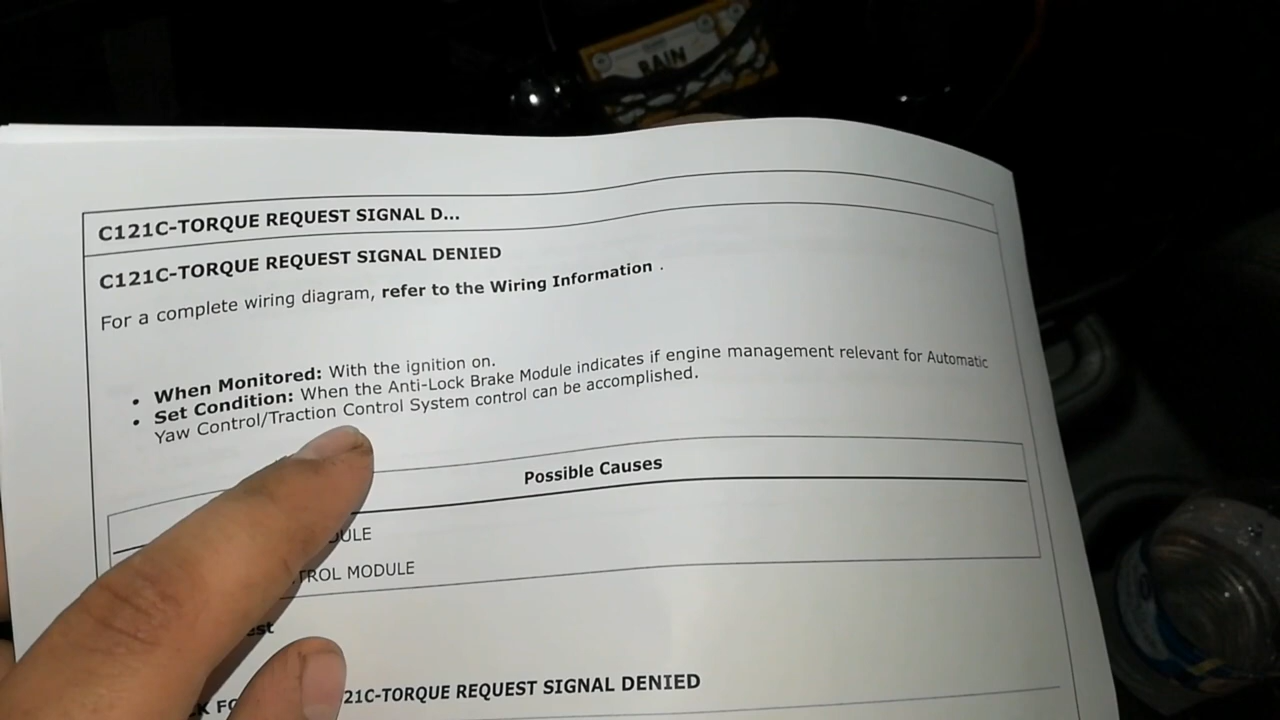 RAIN
C121C-TORQUE REQUEST SIGNAL D...
C121C-TORQUE REQUEST SIGNAL DENIED
For a complete wiring diagram, refer to the Wiring Information .
• When Monitored: With the ignition on.
• Set Condition: When the Anti-Lock Brake Module indicates if engine management relevant for Automatic
Yaw Control/Traction Control System control can be accomplished.
Possible Causes
ULE
TROL MODULE
est
K FO 21C-TORQUE REQUEST SIGNAL DENIED